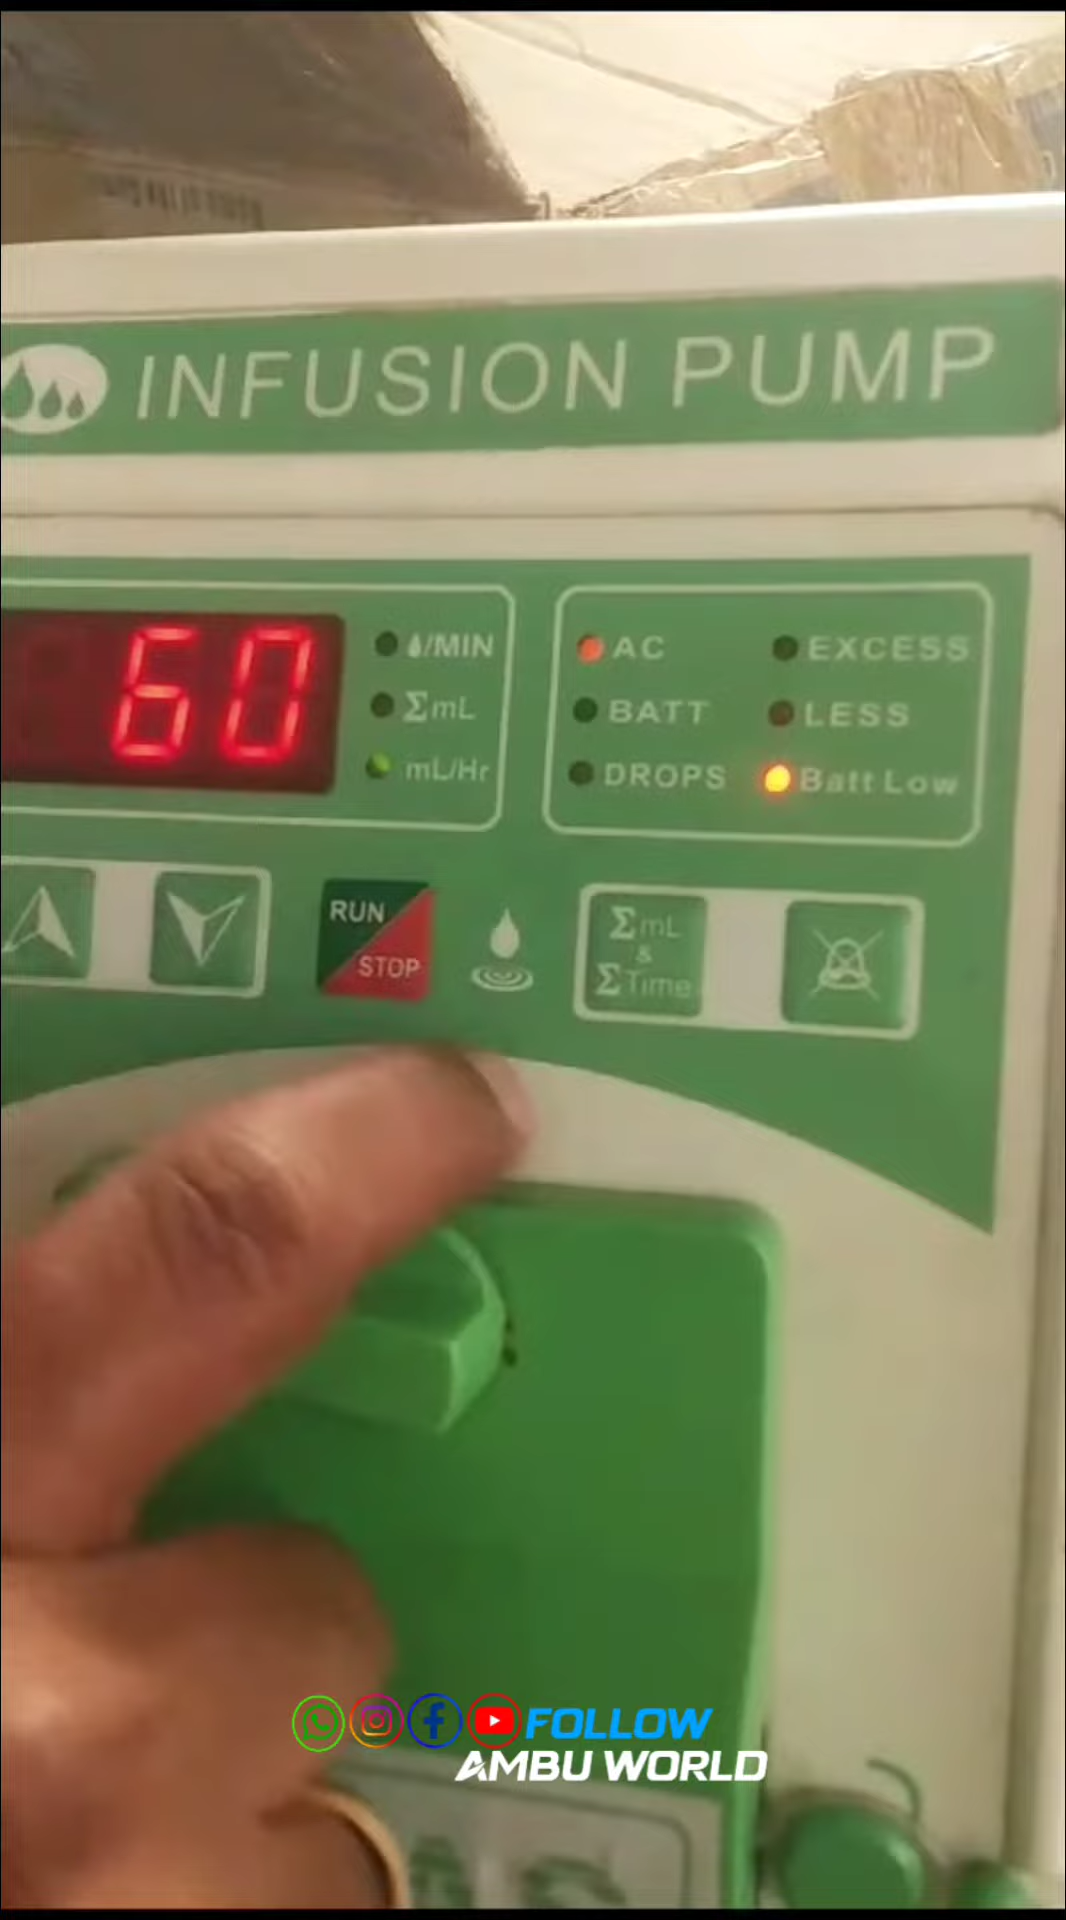 INFUSION PUMP
60
/MIN
ΣmL
mL/Hr
AC
BATT
DROPS
EXCESS
LESS
Batt Low
RUN
STOP
ΣmL
&
ΣTime
FOLLOW
AMBU WORLD